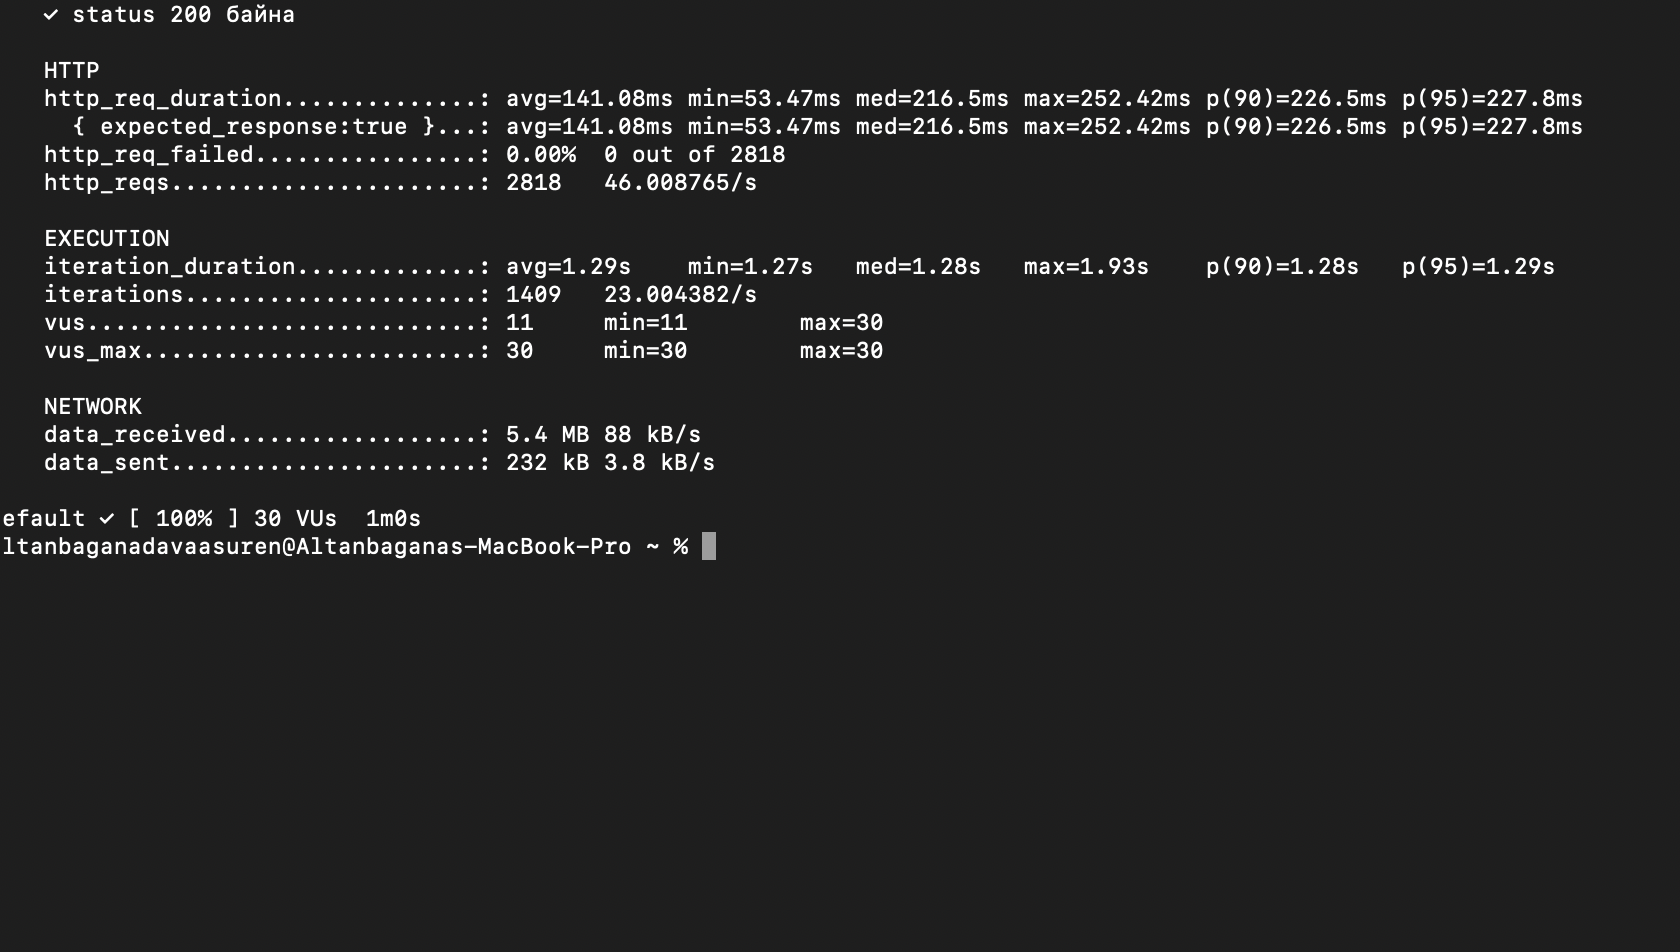 ✓ status 200 байна
HTTP
http_req_duration..............: avg=141.08ms min=53.47ms med=216.5ms max=252.42ms p(90)=226.5ms p(95)=227.8ms
{ expected_response:true }...: avg=141.08ms min=53.47ms med=216.5ms max=252.42ms p(90)=226.5ms p(95)=227.8ms
http_req_failed................: 0.00% 0 out of 2818
http_reqs......................: 2818 46.008765/s
EXECUTION
iteration_duration.............: avg=1.29s min=1.27s med=1.28s max=1.93s p(90)=1.28s p(95)=1.29s
iterations.....................: 1409 23.004382/s
vus............................: 11 min=11 max=30
vus_max........................: 30 min=30 max=30
NETWORK
data_received..................: 5.4 MB 88 kB/s
data_sent......................: 232 kB 3.8 kB/s
efault ✓ [ 100% ] 30 VUs 1m0s
ltanbaganadavaasuren@Altanbaganas-MacBook-Pro ~ %